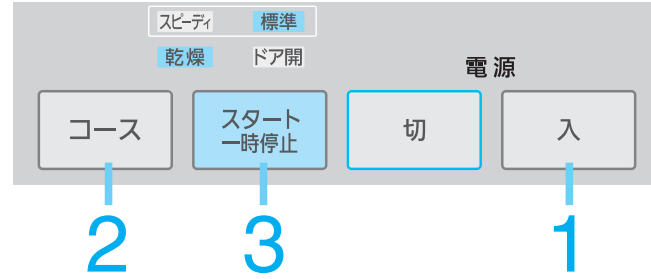 スピーディ 標準
乾燥 ドア開
電源
コース スタート 一時停止 切 入
2 3 1